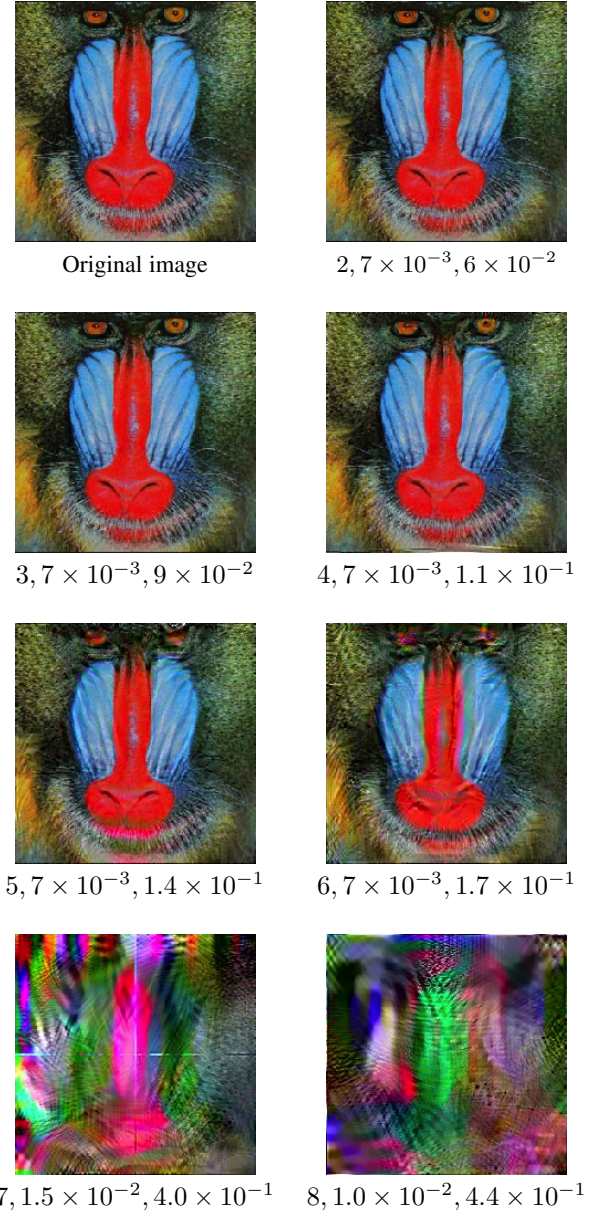 Original image
2, 7 × 10⁻³, 6 × 10⁻²
3, 7 × 10⁻³, 9 × 10⁻²
4, 7 × 10⁻³, 1.1 × 10⁻¹
5, 7 × 10⁻³, 1.4 × 10⁻¹
6, 7 × 10⁻³, 1.7 × 10⁻¹
7, 1.5 × 10⁻², 4.0 × 10⁻¹
8, 1.0 × 10⁻², 4.4 × 10⁻¹